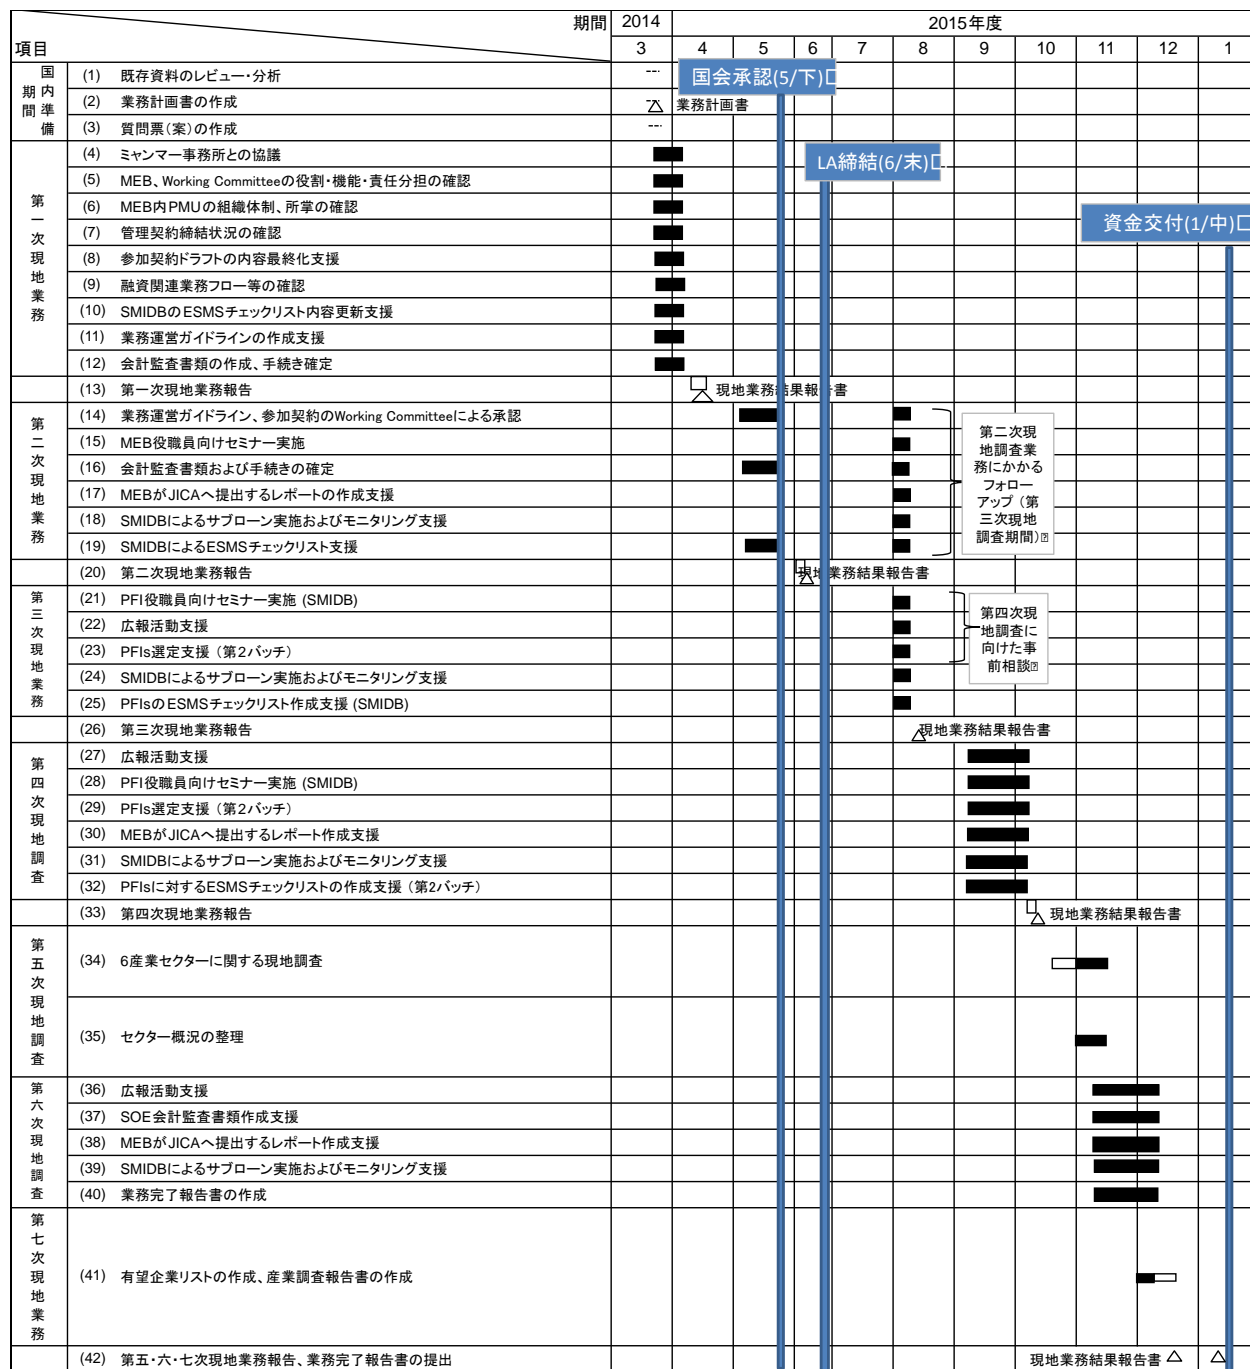 期間 2014 2015年度
項目 3 4 5 6 7 8 9 10 11 12 1
国内準備期間
(1) 既存資料のレビュー・分析
国会承認(5/下)
(2) 業務計画書の作成 業務計画書
(3) 質問票(案)の作成
第一次現地業務
(4) ミャンマー事務所との協議
LA締結(6/末)
(5) MEB、Working Committeeの役割・機能・責任分担の確認
(6) MEB内PMUの組織体制、所掌の確認
資金交付(1/中)
(7) 管理契約締結状況の確認
(8) 参加契約ドラフトの内容最終化支援
(9) 融資関連業務フロー等の確認
(10) SMIDBのESMSチェックリスト内容更新支援
(11) 業務運営ガイドラインの作成支援
(12) 会計監査書類の作成、手続き確定
(13) 第一次現地業務報告 現地業務結果報告書
第二次現地業務
(14) 業務運営ガイドライン、参加契約のWorking Committeeによる承認
(15) MEB役職員向けセミナー実施
(16) 会計監査書類および手続きの確定
(17) MEBがJICAへ提出するレポートの作成支援
(18) SMIDBによるサブローン実施およびモニタリング支援
(19) SMIDBによるESMSチェックリスト支援
第二次現
地調査業
務にかかる
フォロー
アップ（第
三次現地
調査期間）
(20) 第二次現地業務報告 現地業務結果報告書
第三次現地業務
(21) PFI役職員向けセミナー実施 (SMIDB)
(22) 広報活動支援
(23) PFIs選定支援（第2バッチ）
(24) SMIDBによるサブローン実施およびモニタリング支援
(25) PFIsのESMSチェックリスト作成支援 (SMIDB)
第四次現
地調査に
向けた事
前相談
(26) 第三次現地業務報告 現地業務結果報告書
第四次現地調査
(27) 広報活動支援
(28) PFI役職員向けセミナー実施 (SMIDB)
(29) PFIs選定支援（第2バッチ）
(30) MEBがJICAへ提出するレポート作成支援
(31) SMIDBによるサブローン実施およびモニタリング支援
(32) PFIsに対するESMSチェックリストの作成支援（第2バッチ）
(33) 第四次現地業務報告 現地業務結果報告書
第五次現地調査
(34) 6産業セクターに関する現地調査
(35) セクター概況の整理
第六次現地調査
(36) 広報活動支援
(37) SOE会計監査書類作成支援
(38) MEBがJICAへ提出するレポート作成支援
(39) SMIDBによるサブローン実施およびモニタリング支援
(40) 業務完了報告書の作成
第七次現地業務
(41) 有望企業リストの作成、産業調査報告書の作成
(42) 第五・六・七次現地業務報告、業務完了報告書の提出 現地業務結果報告書